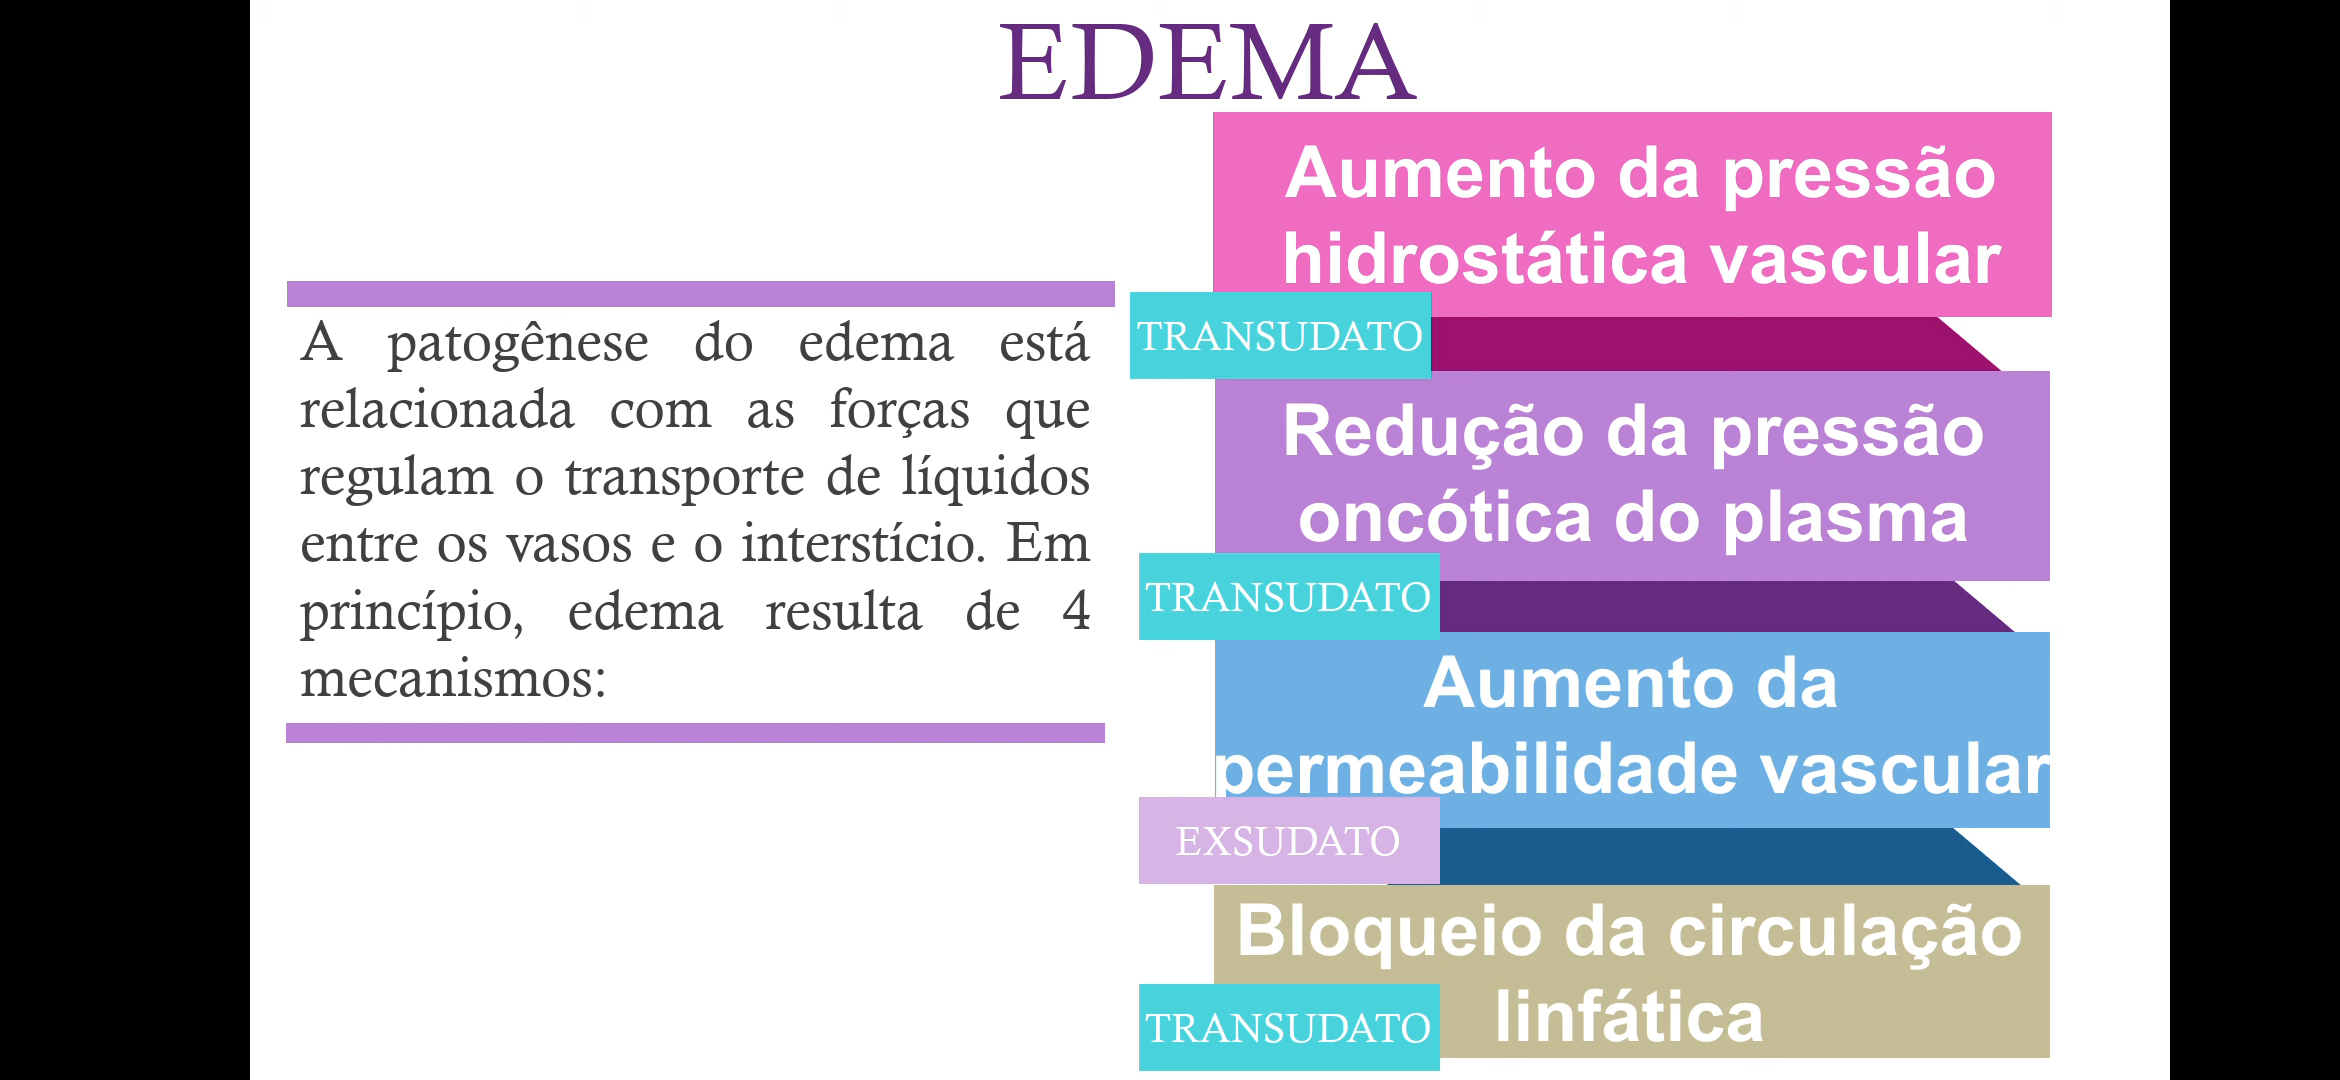 EDEMA
A patogênese do edema está
relacionada com as forças que
regulam o transporte de líquidos
entre os vasos e o interstício. Em
princípio, edema resulta de 4
mecanismos:
Aumento da pressão
hidrostática vascular
TRANSUDATO
Redução da pressão
oncótica do plasma
TRANSUDATO
Aumento da
permeabilidade vascular
EXSUDATO
Bloqueio da circulação
linfática
TRANSUDATO